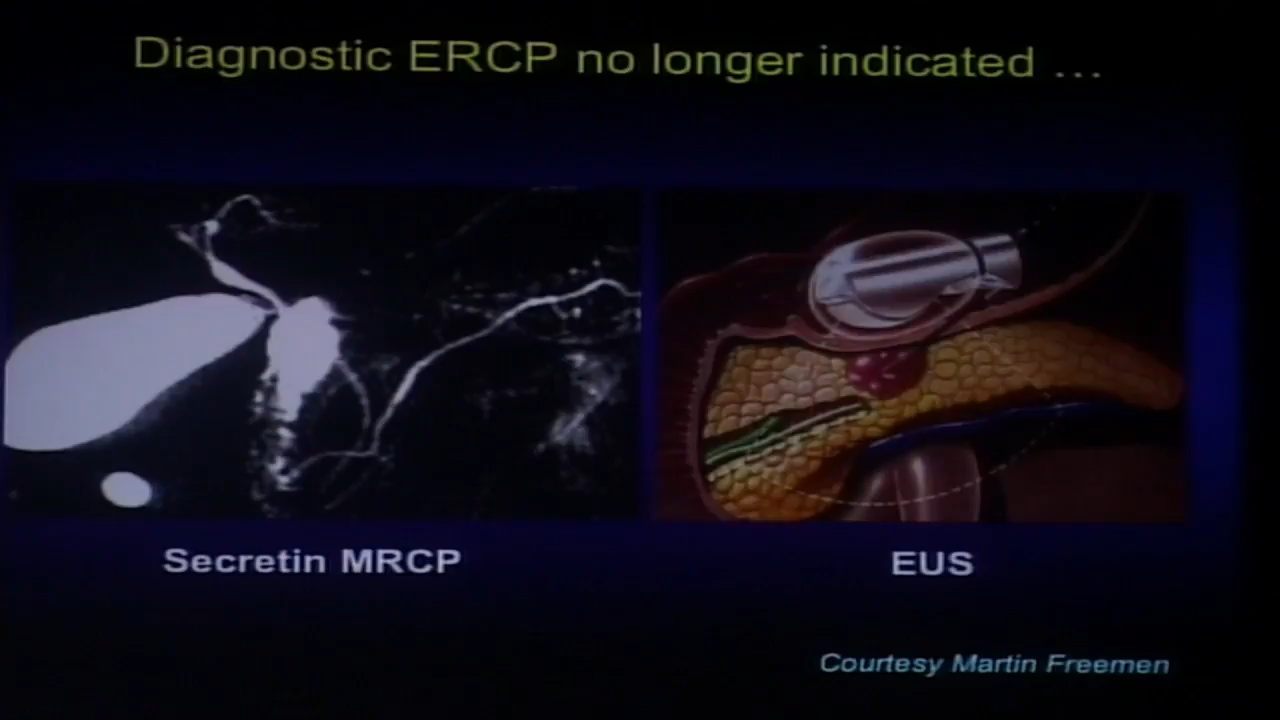 Diagnostic ERCP no longer indicated ...
Secretin MRCP
EUS
Courtesy Martin Freemen